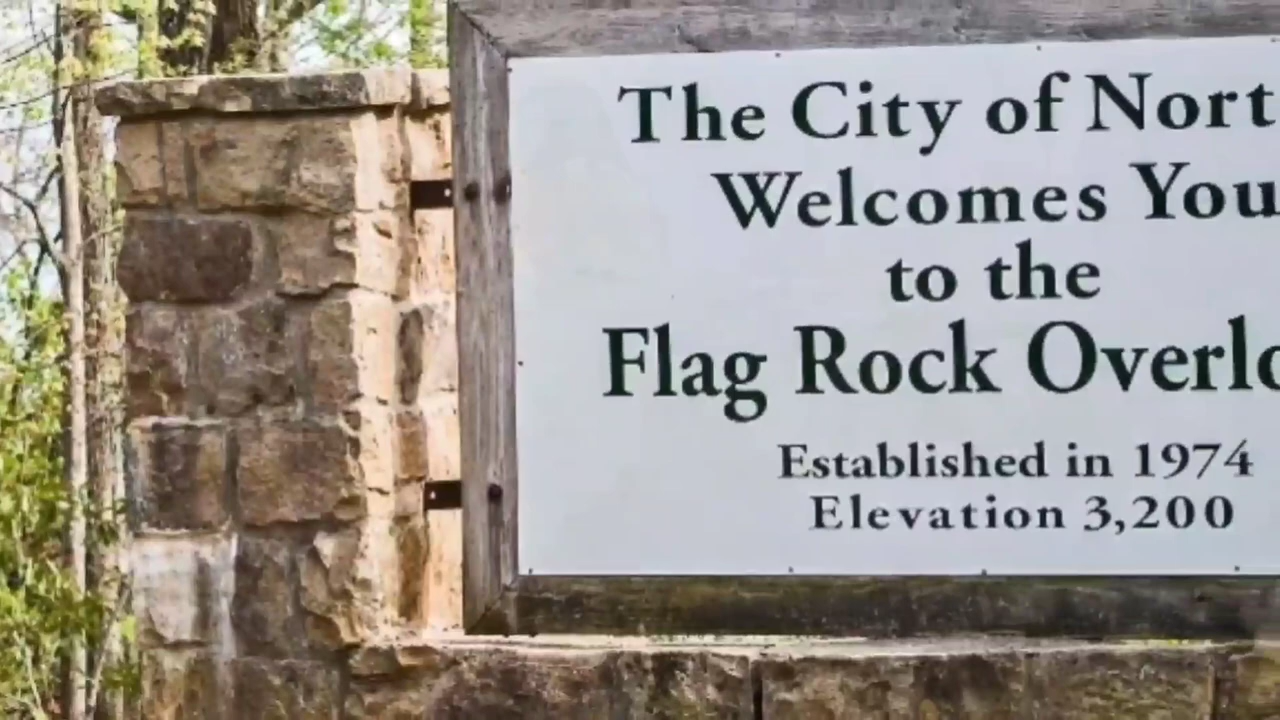 The City of Nort
Welcomes You
to the
Flag Rock Overlo
Established in 1974
Elevation 3,200